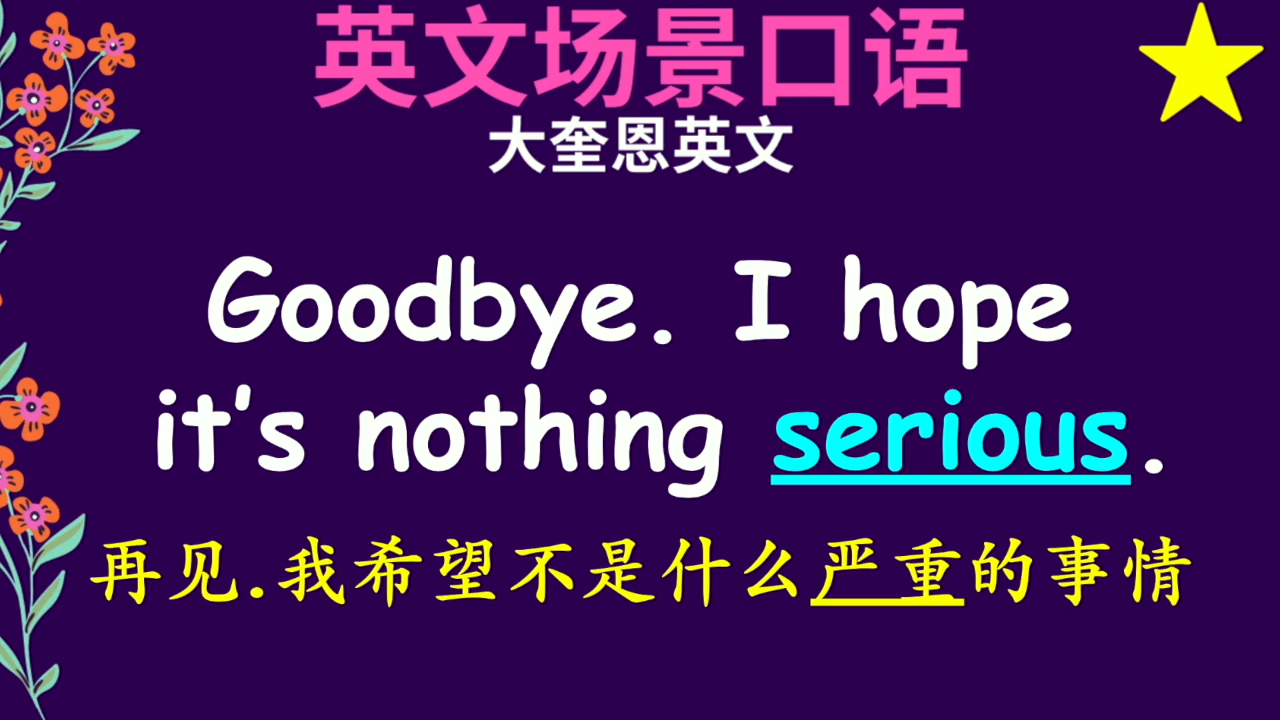 英文场景口语
大奎恩英文
Goodbye. I hope
it's nothing serious.
再见.我希望不是什么严重的事情